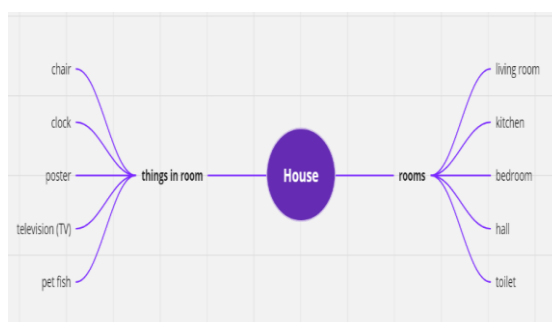 chair
clock
poster
television (TV)
pet fish
things in room
House
rooms
living room
kitchen
bedroom
hall
toilet